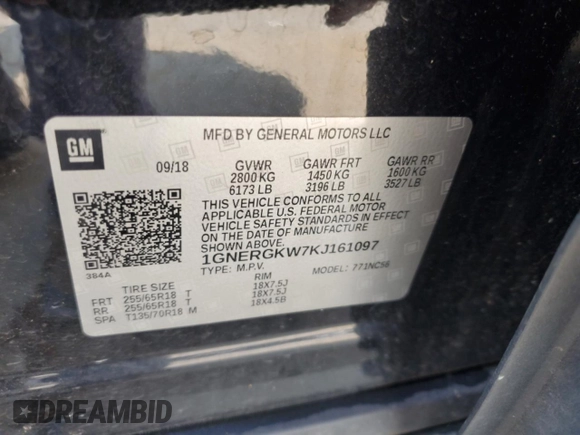 GM
MFD BY GENERAL MOTORS LLC
09/18 GVWR GAWR FRT GAWR RR
2800 KG 1450 KG 1600 KG
6173 LB 3196 LB 3527 LB
THIS VEHICLE CONFORMS TO ALL
APPLICABLE U.S. FEDERAL MOTOR
VEHICLE SAFETY STANDARDS IN EFFECT
ON THE DATE OF MANUFACTURE
SHOWN ABOVE.
1GNERGKW7KJ161097
384A
TYPE: M.P.V. MODEL: 771NC56
TIRE SIZE RIM
FRT 255/65R18 T 18X7.5J
RR 255/65R18 T 18X7.5J
SPA T135/70R18 M 18X4.5B
DREAMBID